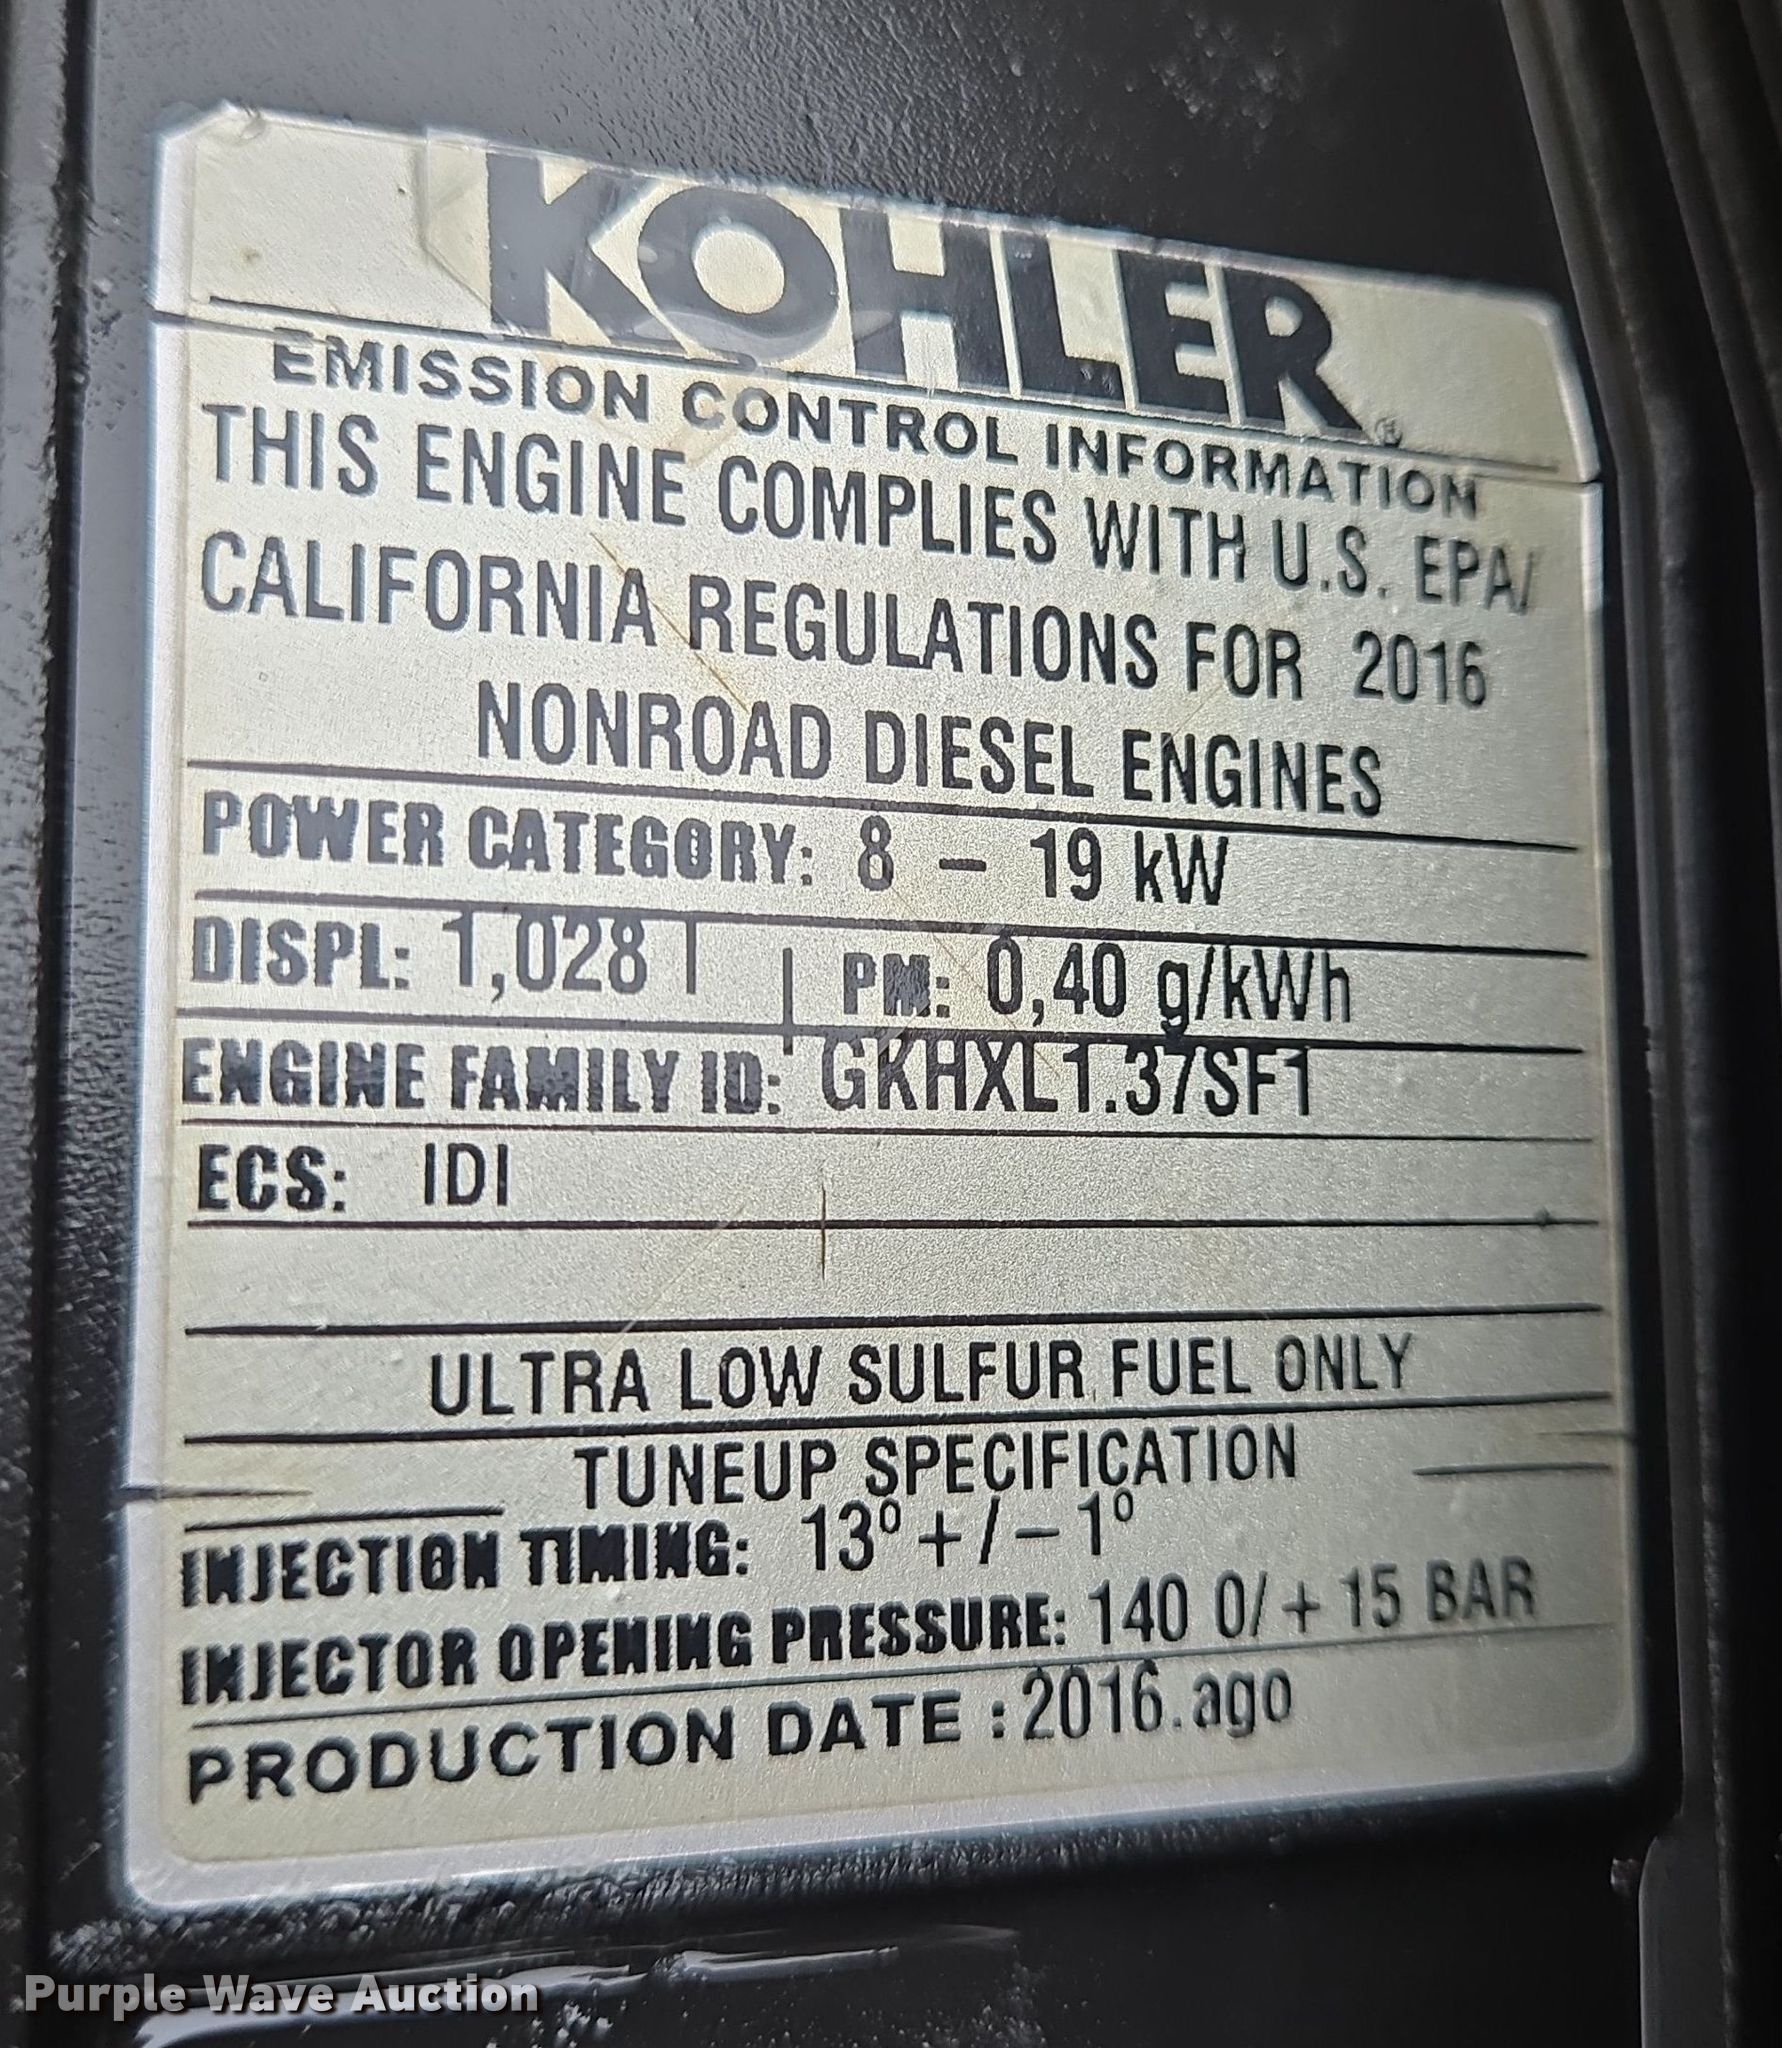 KOHLER®
EMISSION CONTROL INFORMATION
THIS ENGINE COMPLIES WITH U.S. EPA/
CALIFORNIA REGULATIONS FOR 2016
NONROAD DIESEL ENGINES
POWER CATEGORY: 8 – 19 kW
DISPL: 1,028 l | PM: 0,40 g/kWh
ENGINE FAMILY ID: GKHXL1.37SF1
ECS: IDI
ULTRA LOW SULFUR FUEL ONLY
TUNEUP SPECIFICATION
INJECTION TIMING: 13° +/– 1°
INJECTOR OPENING PRESSURE: 140 0/+ 15 BAR
PRODUCTION DATE :2016.ago
Purple Wave Auction